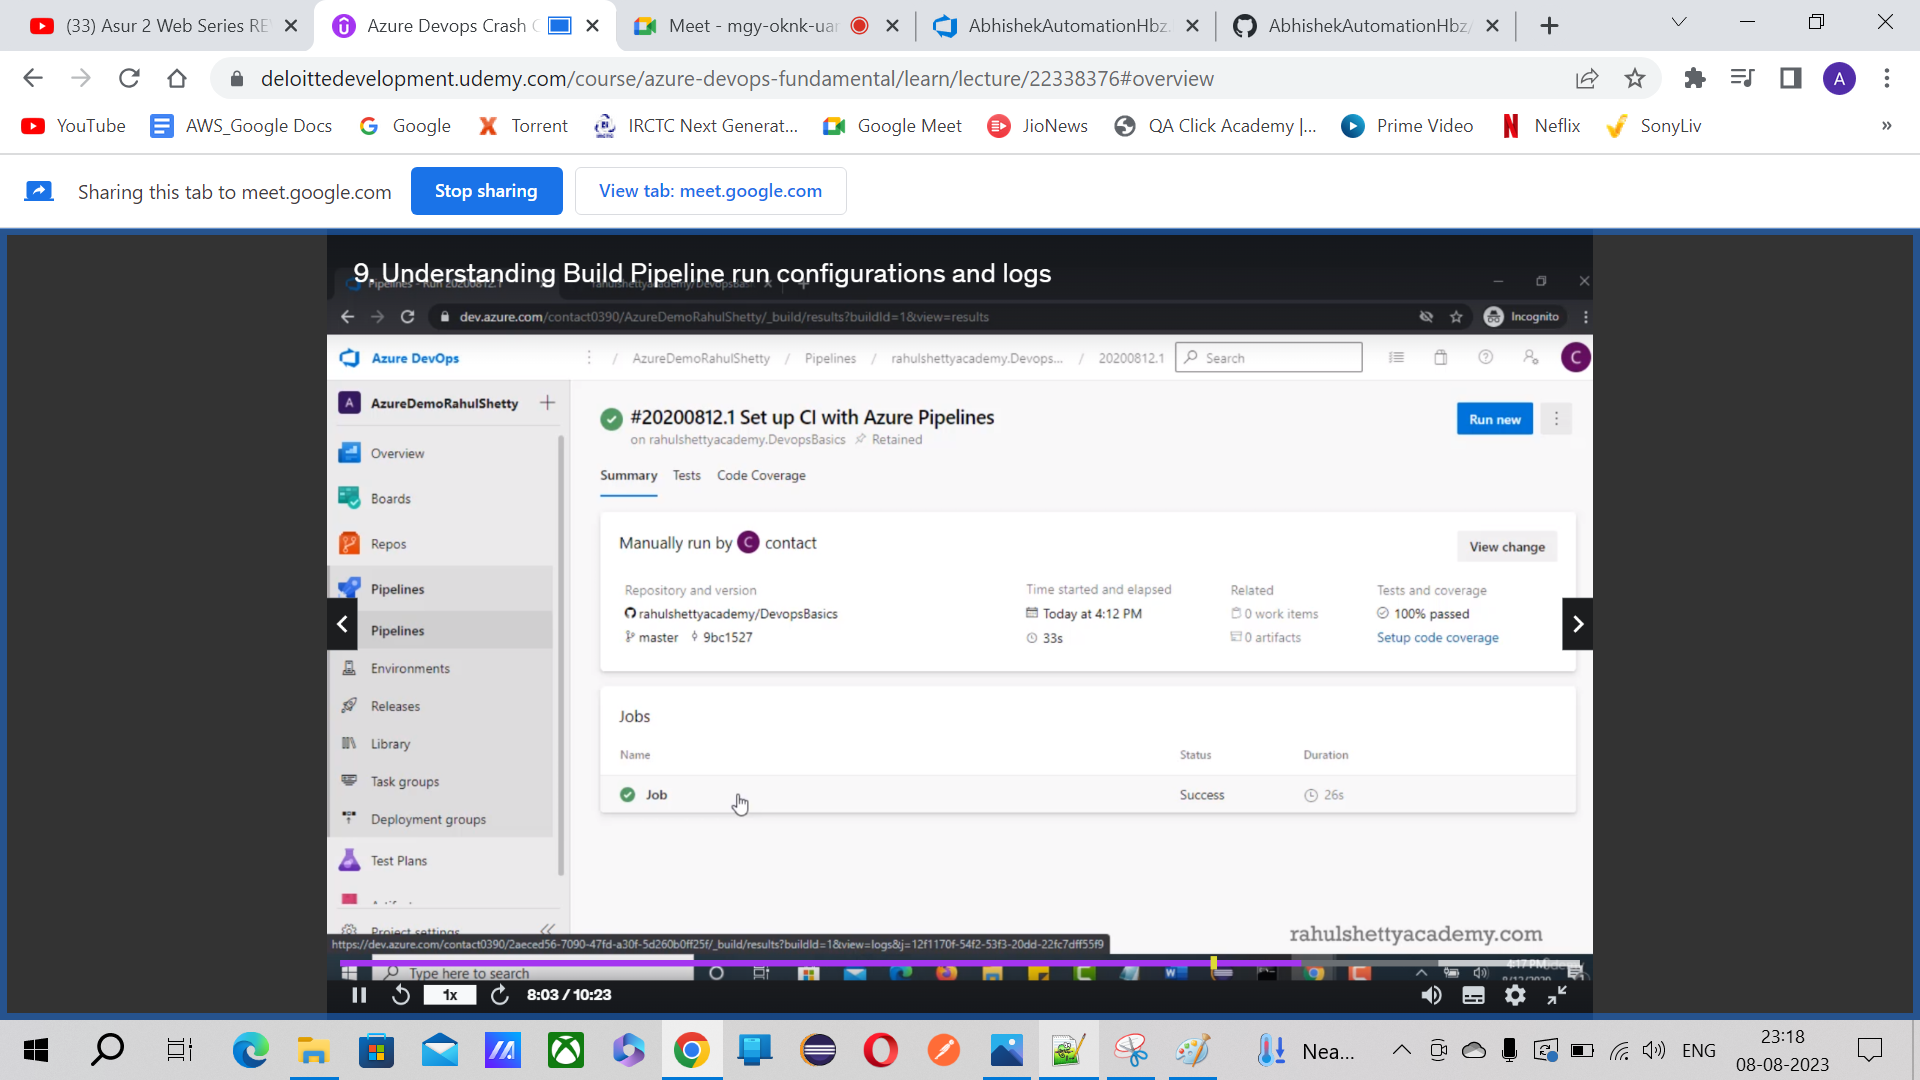 (33) Asur 2 Web Series RE
Azure Devops Crash C
Meet - mgy-oknk-uar
AbhishekAutomationHbz.
AbhishekAutomationHbz/
deloittedevelopment.udemy.com/course/azure-devops-fundamental/learn/lecture/22338376#overview
A
YouTube
AWS_Google Docs
Google
Torrent
IRCTC Next Generat...
Google Meet
JioNews
QA Click Academy |...
Prime Video
Neflix
SonyLiv
»
Sharing this tab to meet.google.com
Stop sharing
View tab: meet.google.com
9. Understanding Build Pipeline run configurations and logs
dev.azure.com/contact0390/AzureDemoRahulShetty/_build/results?buildId=1&view=results
Incognito
Azure DevOps
/ AzureDemoRahulShetty / Pipelines / rahulshettyacademy.Devops... / 20200812.1
Search
C
A AzureDemoRahulShetty
Overview
Boards
Repos
Pipelines
Pipelines
Environments
Releases
Library
Task groups
Deployment groups
Test Plans
Project settings
#20200812.1 Set up CI with Azure Pipelines
on rahulshettyacademy.DevopsBasics Retained
Run new
Summary Tests Code Coverage
Manually run by C contact
View change
Repository and version
rahulshettyacademy/DevopsBasics
master 9bc1527
Time started and elapsed
Today at 4:12 PM
33s
Related
0 work items
0 artifacts
Tests and coverage
100% passed
Setup code coverage
Jobs
Name Status Duration
Job Success 26s
rahulshettyacademy.com
https://dev.azure.com/contact0390/2aeced56-7090-47fd-a30f-5d260b0ff25f/_build/results?buildId=1&view=logs&j=12f1170f-54f2-53f3-20dd-22fc7dff55f9
Type here to search
1x
8:03 / 10:23
Nea...
ENG
23:18
08-08-2023